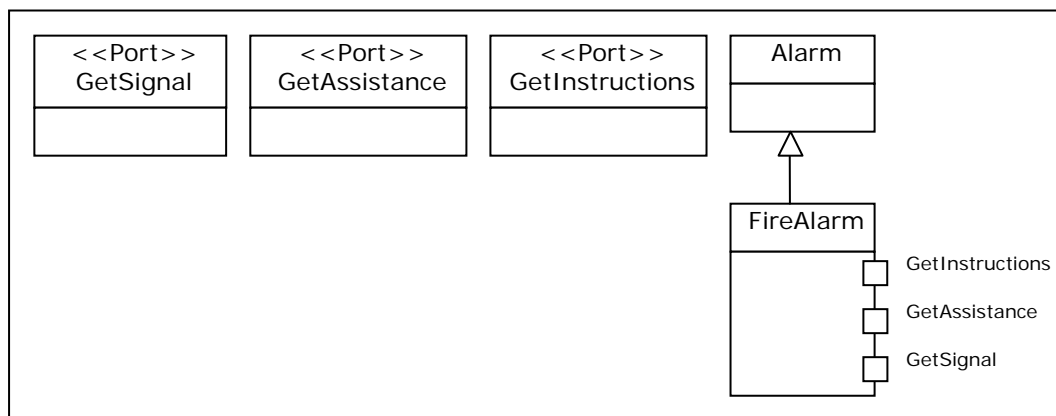 <<Port>>
GetSignal
<<Port>>
GetAssistance
<<Port>>
GetInstructions
Alarm
FireAlarm
GetInstructions
GetAssistance
GetSignal